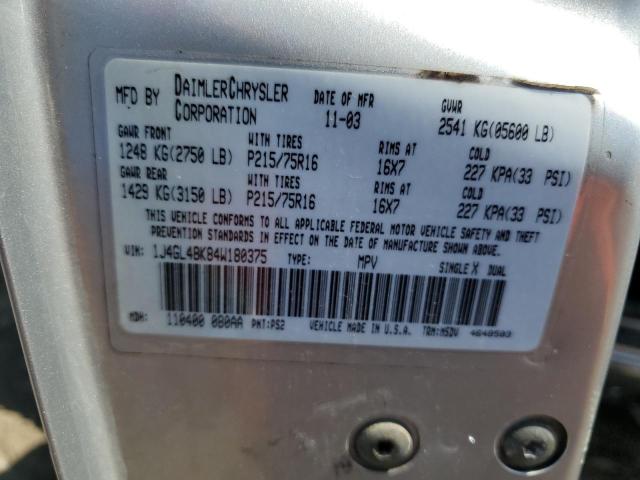 MFD BY DAIMLERCHRYSLER CORPORATION DATE OF MFR 11-03 GVWR 2541 KG(05600 LB)
GAWR FRONT WITH TIRES RIMS AT COLD
1248 KG(2750 LB) P215/75R16 16X7 227 KPA(33 PSI)
GAWR REAR WITH TIRES RIMS AT COLD
1429 KG(3150 LB) P215/75R16 16X7 227 KPA(33 PSI)
THIS VEHICLE CONFORMS TO ALL APPLICABLE FEDERAL MOTOR VEHICLE SAFETY, AND THEFT
PREVENTION STANDARDS IN EFFECT ON THE DATE OF MANUFACTURE SHOWN ABOVE.
VIN: 1J4GL48K84W180375 TYPE: MPV SINGLE X DUAL
MDH: 110400 080AA PNT:PS2 VEHICLE MADE IN U.S.A. TRM:MSDV 4648503